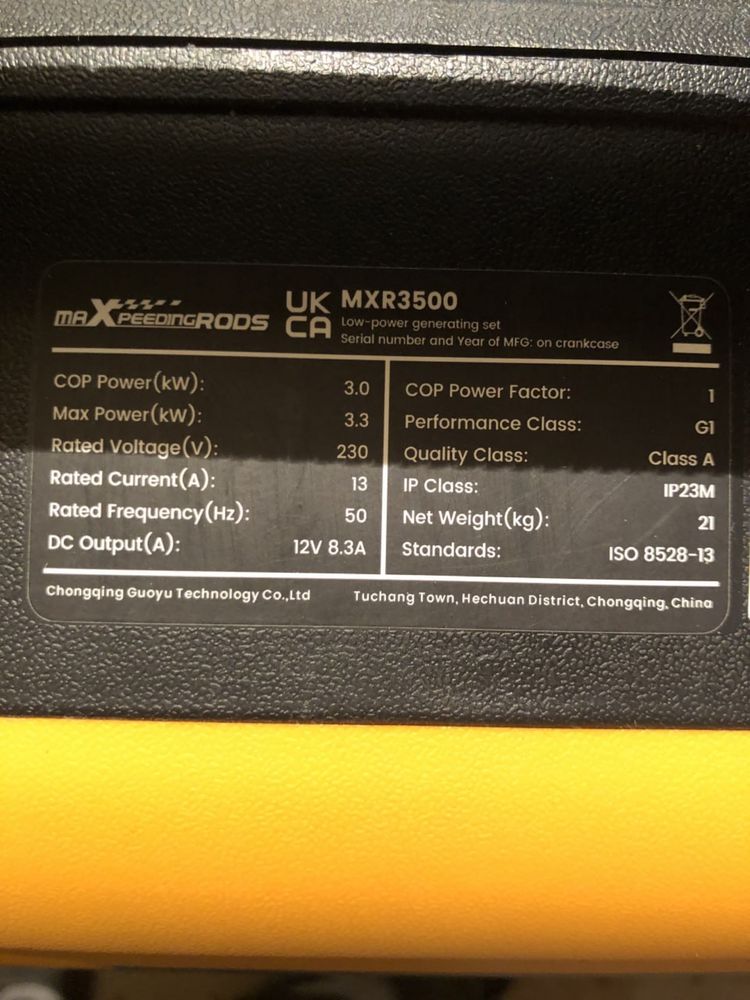 maXpeedingRODS
UK
CA
MXR3500
Low-power generating set
Serial number and Year of MFG: on crankcase
COP Power(kW): 3.0
Max Power(kW): 3.3
Rated Voltage(V): 230
Rated Current(A): 13
Rated Frequency(Hz): 50
DC Output(A): 12V 8.3A
COP Power Factor: 1
Performance Class: G1
Quality Class: Class A
IP Class: IP23M
Net Weight(kg): 21
Standards: ISO 8528-13
Chongqing Guoyu Technology Co.,Ltd Tuchang Town, Hechuan District, Chongqing, China